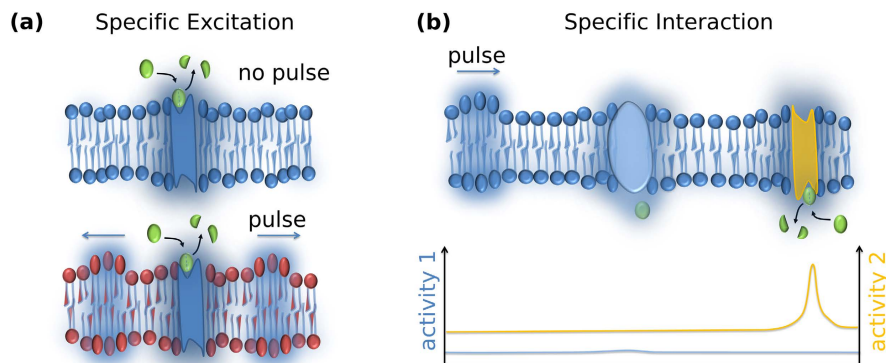 (a) Specific Excitation
no pulse
pulse
(b) Specific Interaction
pulse
activity 1
activity 2